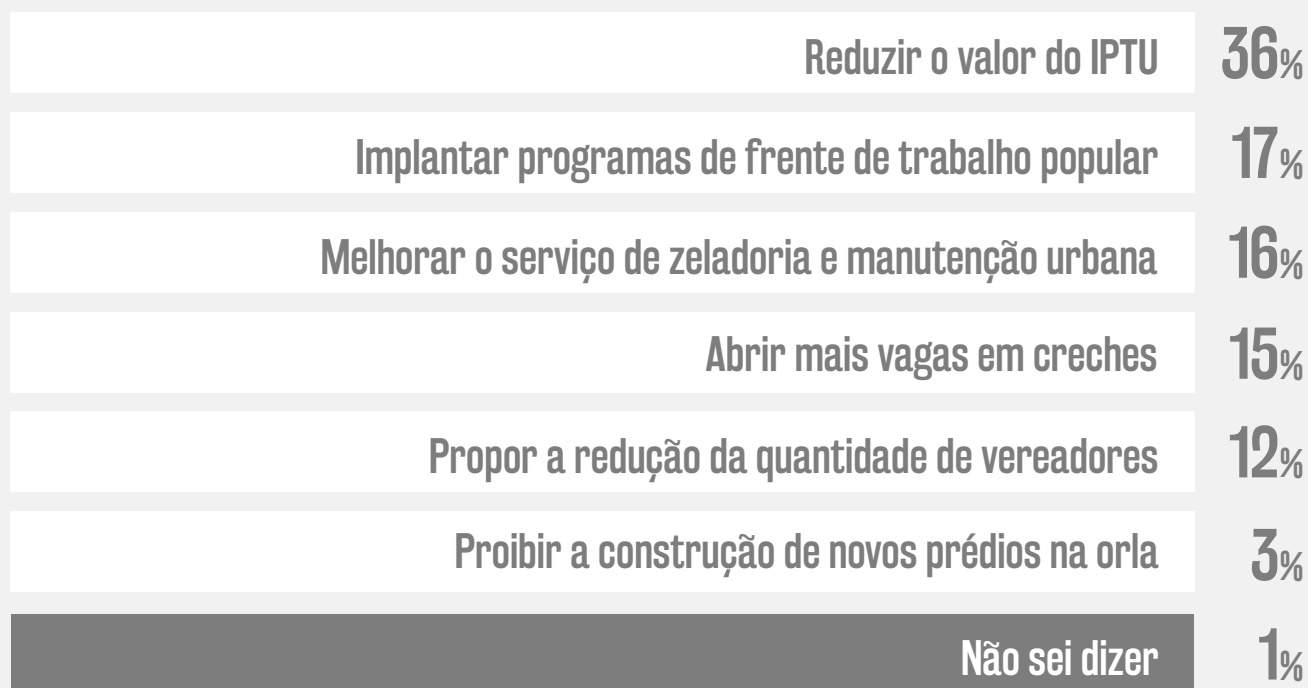 Reduzir o valor do IPTU 36%
Implantar programas de frente de trabalho popular 17%
Melhorar o serviço de zeladoria e manutenção urbana 16%
Abrir mais vagas em creches 15%
Propor a redução da quantidade de vereadores 12%
Proibir a construção de novos prédios na orla 3%
Não sei dizer 1%